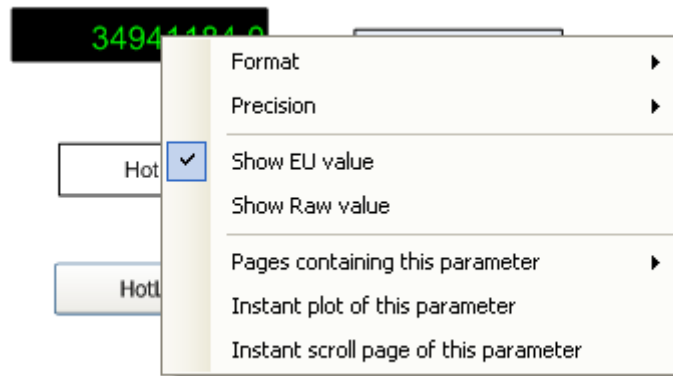 Format
Precision
Show EU value
Hot
Show Raw value
Pages containing this parameter
Instant plot of this parameter
Instant scroll page of this parameter